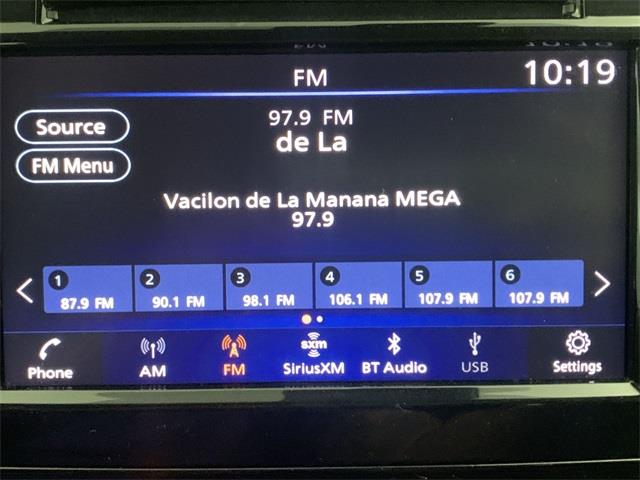 FM
10:19
Source
97.9 FM
de La
FM Menu
Vacilon de La Manana MEGA
97.9
1 2 3 4 5 6
87.9 FM 90.1 FM 98.1 FM 106.1 FM 107.9 FM 107.9 FM
sxm
Phone AM FM SiriusXM BT Audio USB Settings